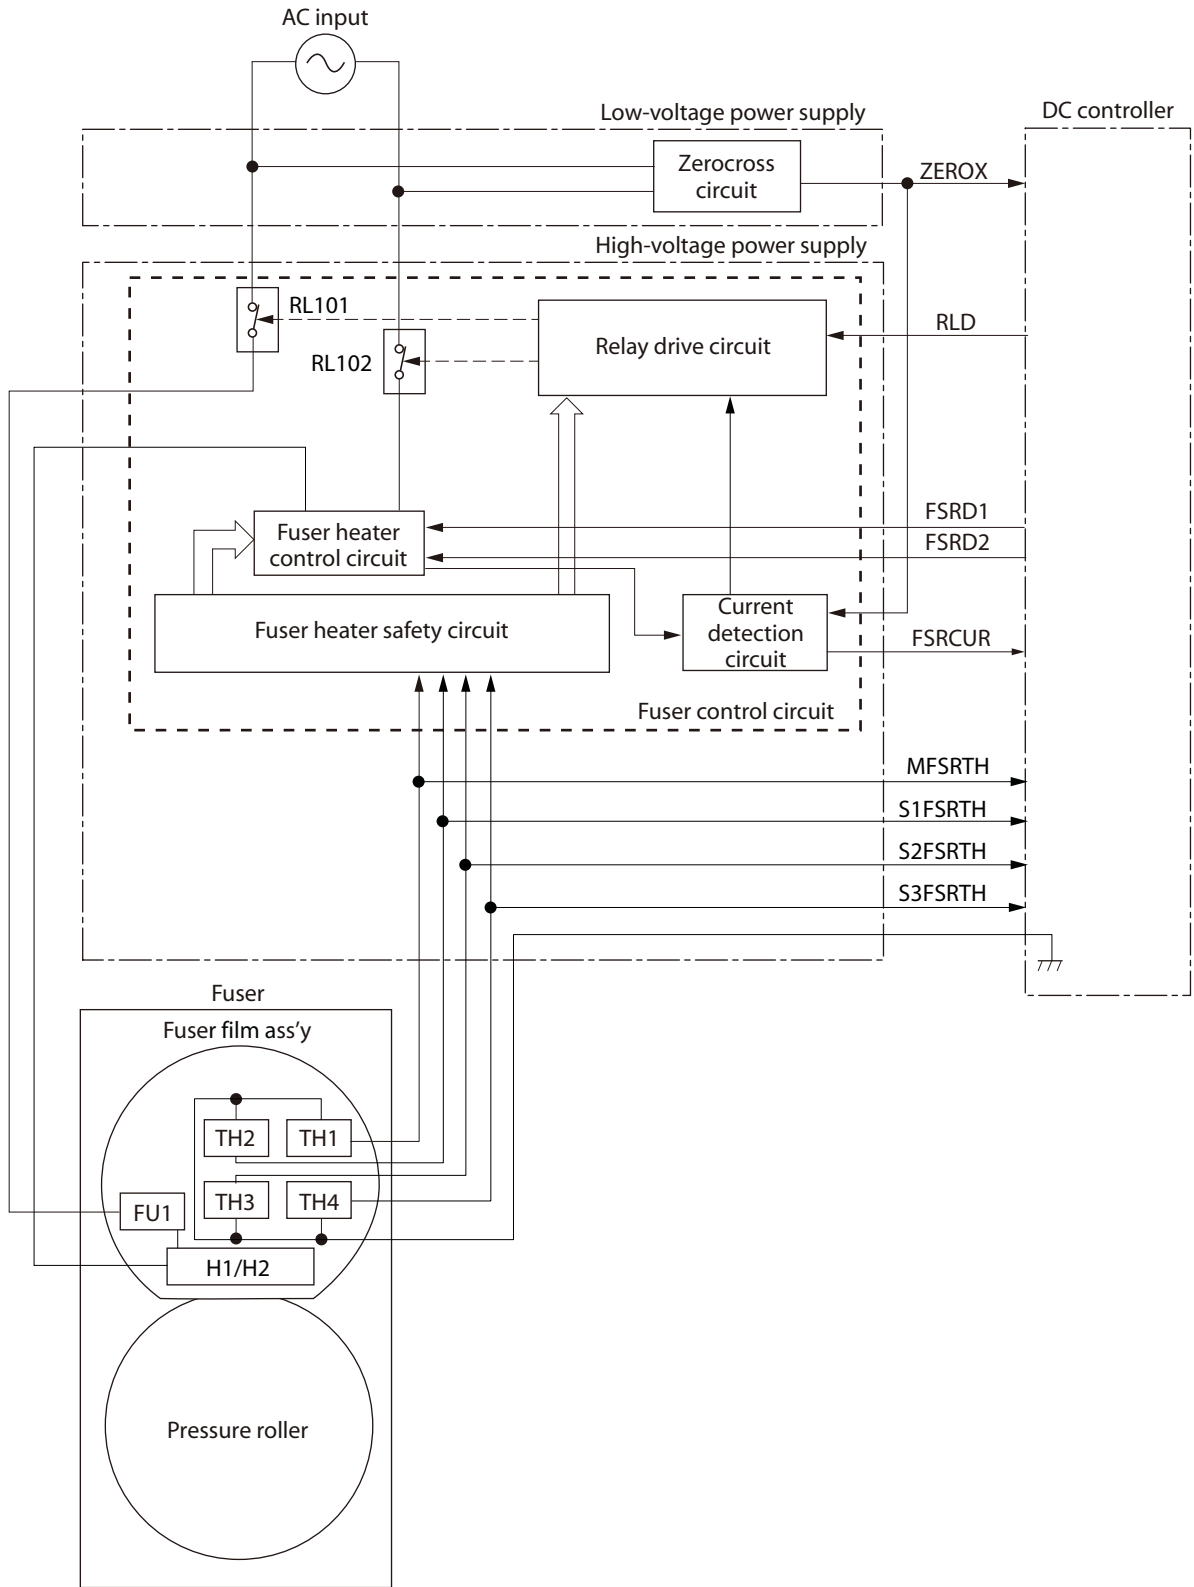 AC input
Low-voltage power supply
DC controller
Zerocross
circuit
ZEROX
High-voltage power supply
RL101
RLD
Relay drive circuit
RL102
FSRD1
Fuser heater
control circuit
FSRD2
Current
detection
circuit
Fuser heater safety circuit
FSRCUR
Fuser control circuit
MFSRTH
S1FSRTH
S2FSRTH
S3FSRTH
Fuser
Fuser film ass'y
TH2
TH1
TH3
TH4
FU1
H1/H2
Pressure roller